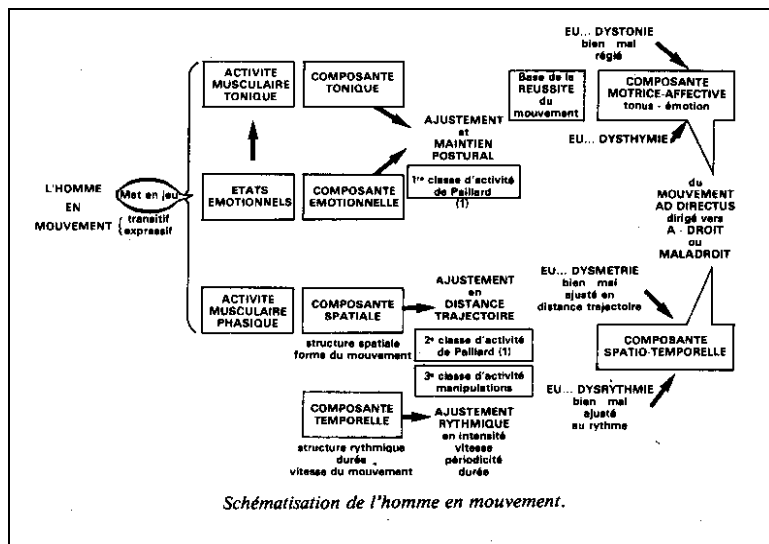 L'HOMME
EN
MOUVEMENT
Met en jeu
transitif
expressif
ACTIVITE
MUSCULAIRE
TONIQUE
COMPOSANTE
TONIQUE
ETATS
EMOTIONNELS
COMPOSANTE
EMOTIONNELLE
AJUSTEMENT
et
MAINTIEN
POSTURAL
1re classe d'activité
de Paillard
(1)
ACTIVITE
MUSCULAIRE
PHASIQUE
COMPOSANTE
SPATIALE
structure spatiale
forme du mouvement
AJUSTEMENT
en
DISTANCE
TRAJECTOIRE
2e classe d'activité
de Paillard (1)
3e classe d'activité
manipulations
COMPOSANTE
TEMPORELLE
structure rythmique
durée
vitesse du mouvement
AJUSTEMENT
RYTHMIQUE
en intensité
vitesse
périodicité
durée
EU... DYSTONIE
bien mal
réglé
Base de la
REUSSITE
du
mouvement
COMPOSANTE
MOTRICE-AFFECTIVE
tonus - émotion
EU... DYSTHYMIE
du
MOUVEMENT
AD DIRECTUS
dirigé vers
A - DROIT
ou
MALADROIT
EU... DYSMETRIE
bien mal
ajusté en
distance trajectoire
COMPOSANTE
SPATIO-TEMPORELLE
EU... DYSRYTHMIE
bien mal
ajusté
au rythme
Schématisation de l'homme en mouvement.